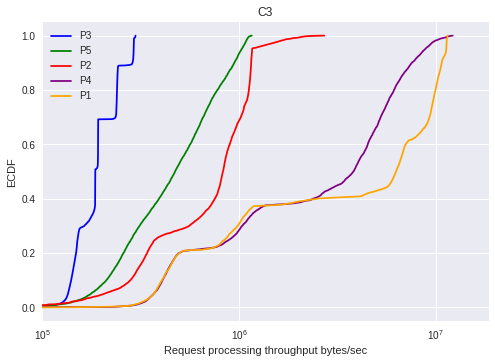 C3
P3
P5
P2
P4
P1
1.0
0.8
0.6
0.4
0.2
0.0
ECDF
10^5
10^6
10^7
Request processing throughput bytes/sec